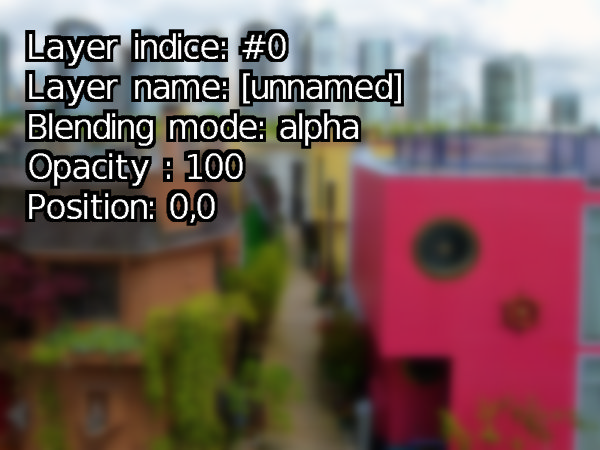 Layer indice: #0
Layer name: [unnamed]
Blending mode: alpha
Opacity : 100
Position: 0,0